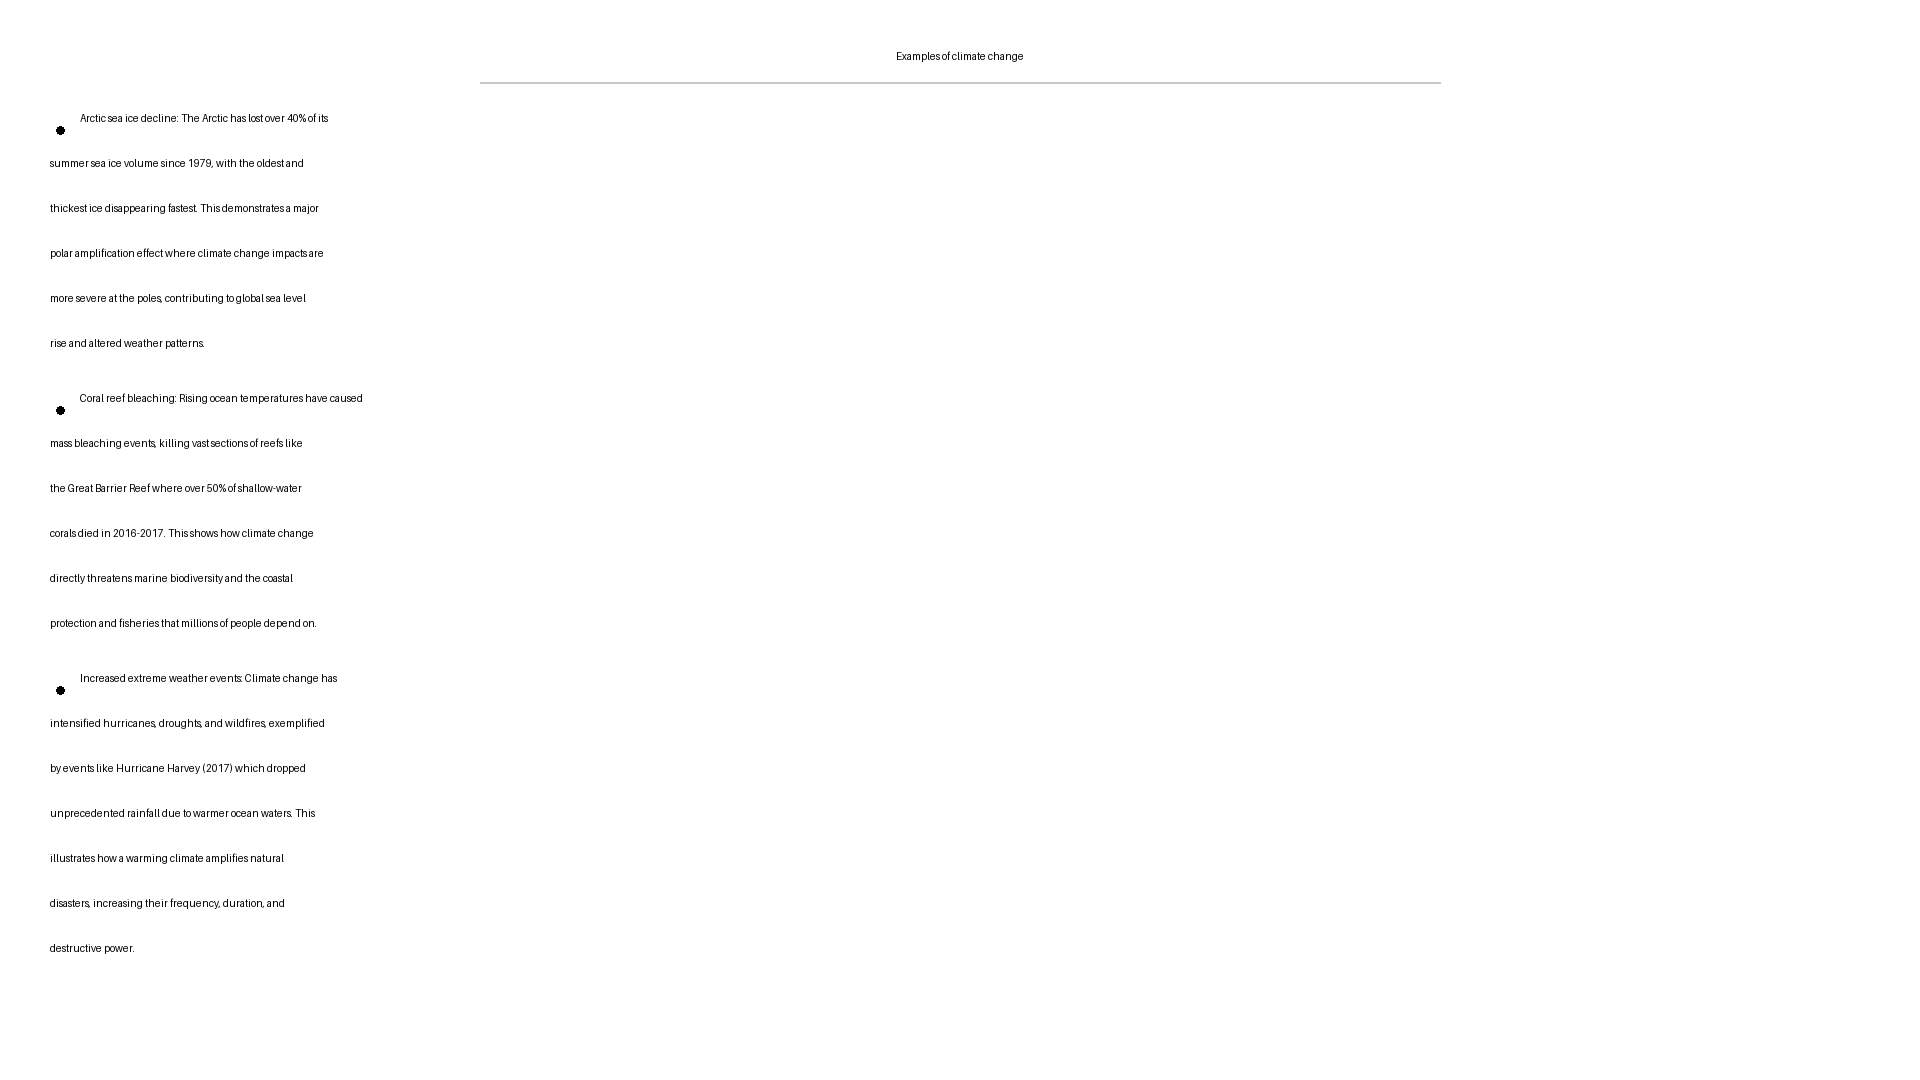 Examples of climate change
Arctic sea ice decline: The Arctic has lost over 40% of its
summer sea ice volume since 1979, with the oldest and
thickest ice disappearing fastest. This demonstrates a major
polar amplification effect where climate change impacts are
more severe at the poles, contributing to global sea level
rise and altered weather patterns.
Coral reef bleaching: Rising ocean temperatures have caused
mass bleaching events, killing vast sections of reefs like
the Great Barrier Reef where over 50% of shallow-water
corals died in 2016-2017. This shows how climate change
directly threatens marine biodiversity and the coastal
protection and fisheries that millions of people depend on.
Increased extreme weather events: Climate change has
intensified hurricanes, droughts, and wildfires, exemplified
by events like Hurricane Harvey (2017) which dropped
unprecedented rainfall due to warmer ocean waters. This
illustrates how a warming climate amplifies natural
disasters, increasing their frequency, duration, and
destructive power.